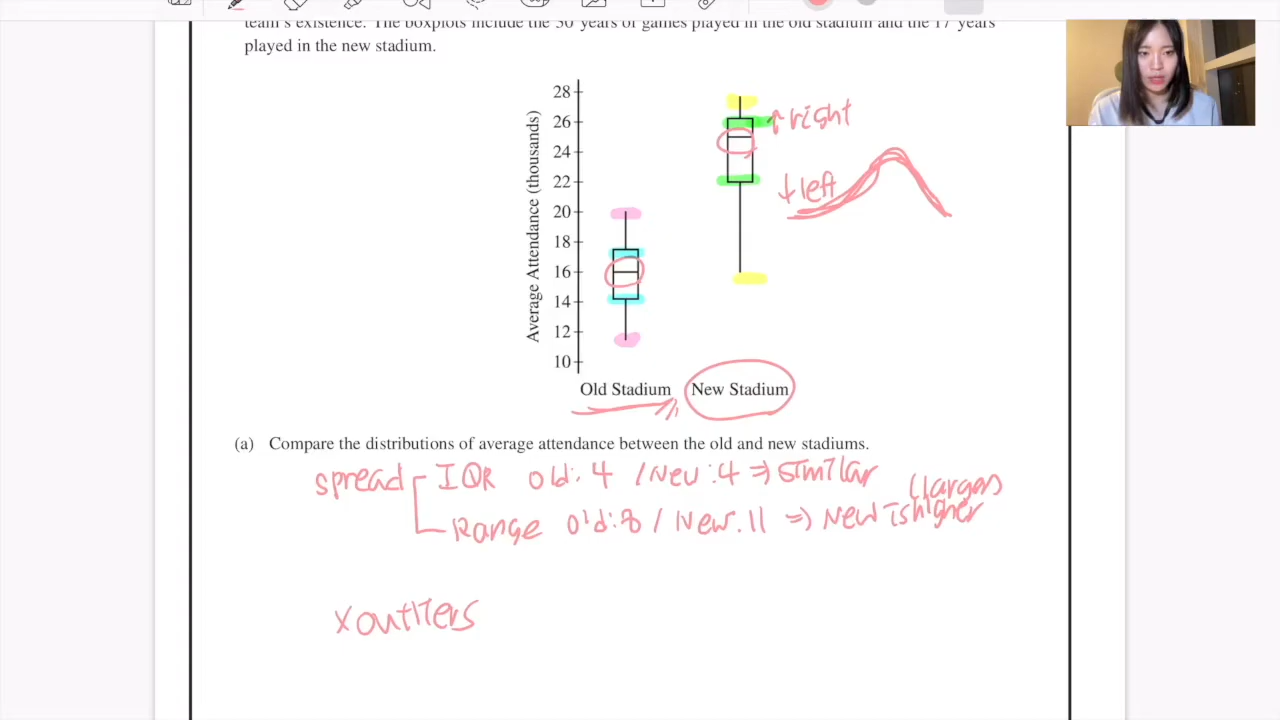 team's existence. The boxplots include the 30 years of games played in the old stadium and the 17 years
played in the new stadium.
28
26
24
22
20
18
16
14
12
10
Average Attendance (thousands)
right
left
Old Stadium
New Stadium
(a) Compare the distributions of average attendance between the old and new stadiums.
spread IQR old: 4 / New: 4 ⇒ similar
(larger)
Range old: 8 / New: 11 ⇒ New is higher
x outliers